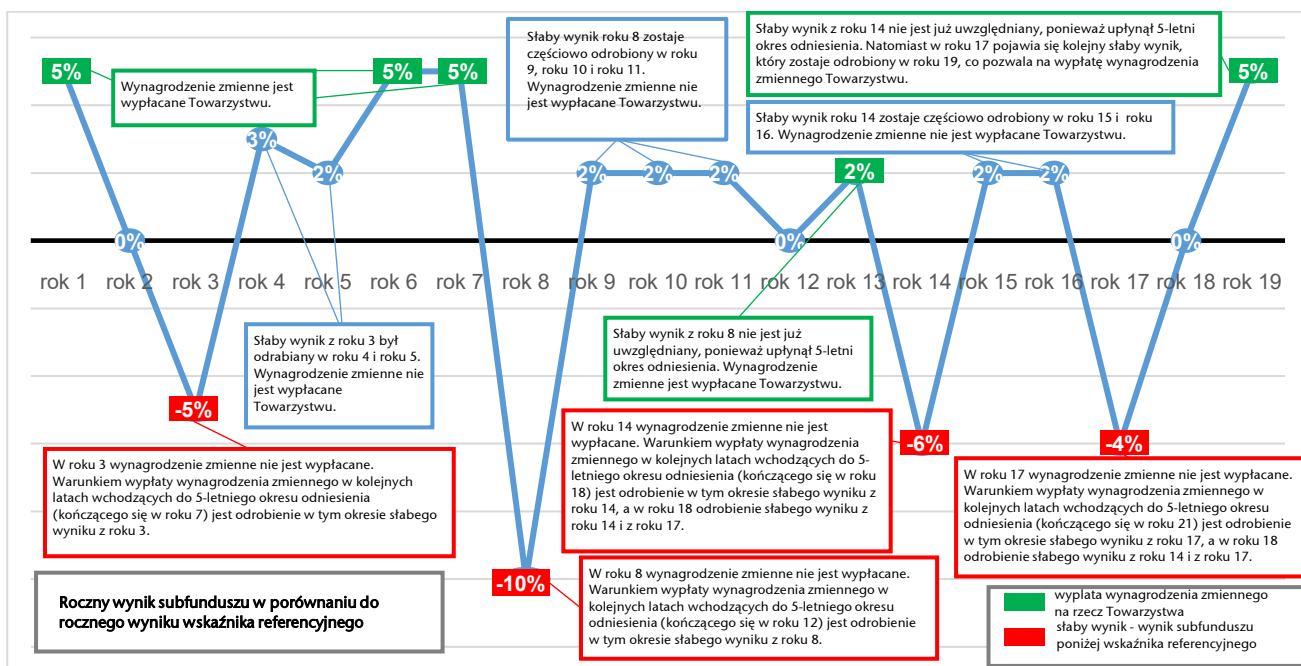 Słaby wynik roku 8 zostaje
częściowo odrobiony w roku
9, roku 10 i roku 11.
Wynagrodzenie zmienne nie
jest wypłacane Towarzystwu.
Słaby wynik z roku 14 nie jest już uwzględniany, ponieważ upłynął 5-letni
okres odniesienia. Natomiast w roku 17 pojawia się kolejny słaby wynik,
który zostaje odrobiony w roku 19, co pozwala na wypłatę wynagrodzenia
zmiennego Towarzystwu.
Wynagrodzenie zmienne jest
wypłacane Towarzystwu.
Słaby wynik roku 14 zostaje częściowo odrobiony w roku 15 i roku
16. Wynagrodzenie zmienne nie jest wypłacane Towarzystwu.
5%
0%
-5%
3%
2%
5%
5%
-10%
2%
2%
2%
0%
2%
-6%
2%
2%
-4%
0%
5%
rok 1 rok 2 rok 3 rok 4 rok 5 rok 6 rok 7 rok 8 rok 9 rok 10 rok 11 rok 12 rok 13 rok 14 rok 15 rok 16 rok 17 rok 18 rok 19
Słaby wynik z roku 3 był
odrabiany w roku 4 i roku 5.
Wynagrodzenie zmienne nie
jest wypłacane
Towarzystwu.
Słaby wynik z roku 8 nie jest już
uwzględniany, ponieważ upłynął 5-letni
okres odniesienia. Wynagrodzenie
zmienne jest wypłacane Towarzystwu.
W roku 3 wynagrodzenie zmienne nie jest wypłacane.
Warunkiem wypłaty wynagrodzenia zmiennego w kolejnych
latach wchodzących do 5-letniego okresu odniesienia
(kończącego się w roku 7) jest odrobienie w tym okresie słabego
wyniku z roku 3.
W roku 14 wynagrodzenie zmienne nie jest
wypłacane. Warunkiem wypłaty wynagrodzenia
zmiennego w kolejnych latach wchodzących do 5-
letniego okresu odniesienia (kończącego się w roku
18) jest odrobienie w tym okresie słabego wyniku z
roku 14, a w roku 18 odrobienie słabego wyniku z
roku 14 i z roku 17.
W roku 17 wynagrodzenie zmienne nie jest wypłacane.
Warunkiem wypłaty wynagrodzenia zmiennego w
kolejnych latach wchodzących do 5-letniego okresu
odniesienia (kończącego się w roku 21) jest odrobienie
w tym okresie słabego wyniku z roku 17, a w roku 18
odrobienie słabego wyniku z roku 14 i z roku 17.
W roku 8 wynagrodzenie zmienne nie jest wypłacane.
Warunkiem wypłaty wynagrodzenia zmiennego w
kolejnych latach wchodzących do 5-letniego okresu
odniesienia (kończącego się w roku 12) jest odrobienie
w tym okresie słabego wyniku z roku 8.
Roczny wynik subfunduszu w porównaniu do
rocznego wyniku wskaźnika referencyjnego
wyplata wynagrodzenia zmiennego
na rzecz Towarzystwa
słaby wynik - wynik subfunduszu
poniżej wskaźnika referencyjnego